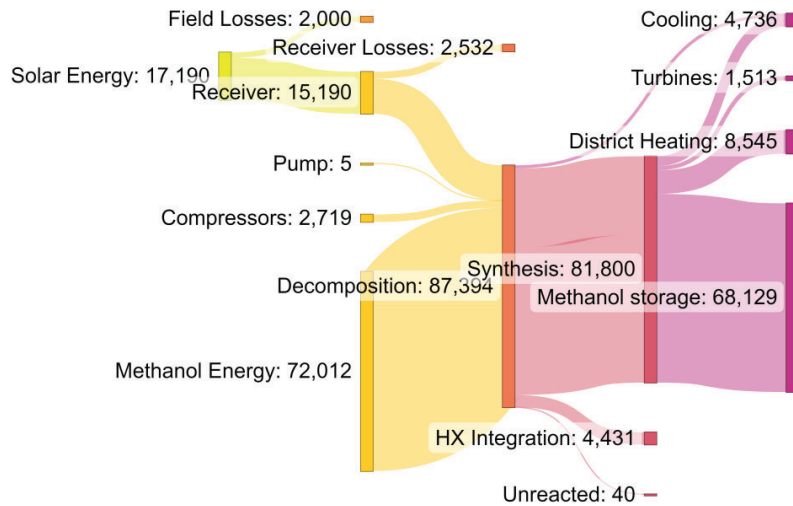 Field Losses: 2,000
Cooling: 4,736
Receiver Losses: 2,532
Solar Energy: 17,190
Turbines: 1,513
Receiver: 15,190
District Heating: 8,545
Pump: 5
Compressors: 2,719
Synthesis: 81,800
Decomposition: 87,394
Methanol storage: 68,129
Methanol Energy: 72,012
HX Integration: 4,431
Unreacted: 40